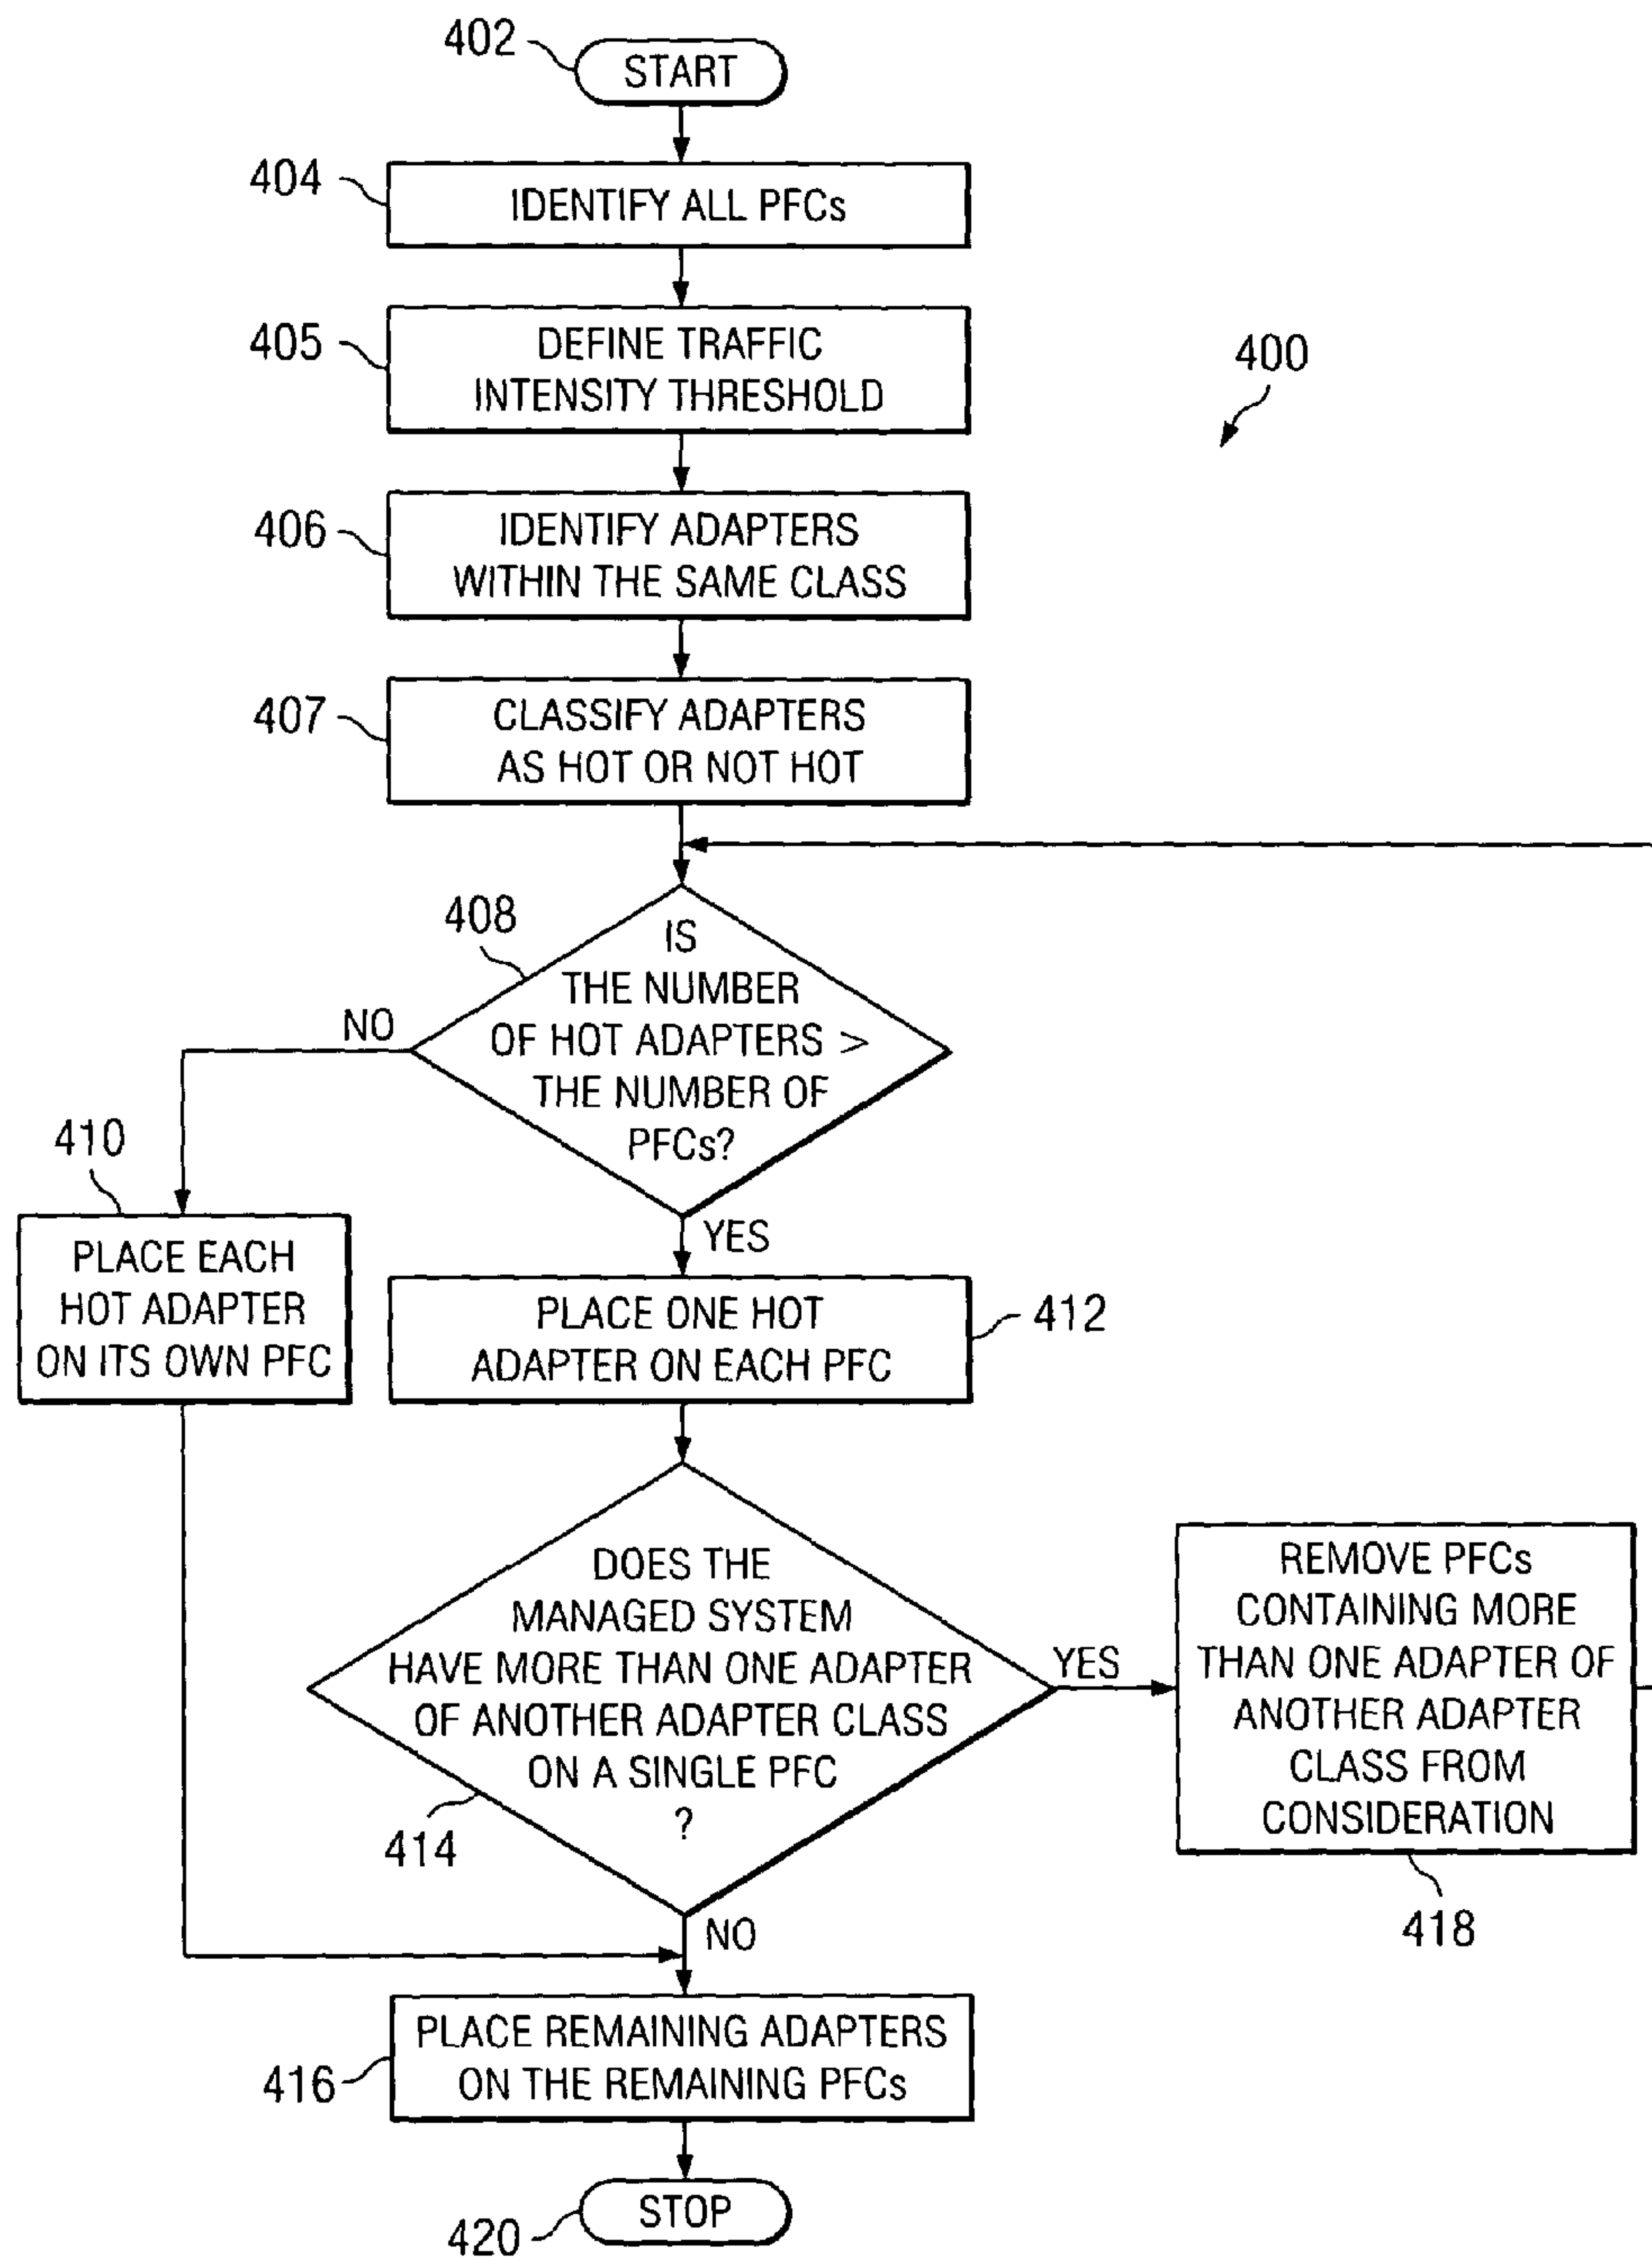 402
START
404
IDENTIFY ALL PFCs
405
DEFINE TRAFFIC
INTENSITY THRESHOLD
400
406
IDENTIFY ADAPTERS
WITHIN THE SAME CLASS
407
CLASSIFY ADAPTERS
AS HOT OR NOT HOT
408
IS
THE NUMBER
OF HOT ADAPTERS >
THE NUMBER OF
PFCs?
NO
YES
410
PLACE EACH
HOT ADAPTER
ON ITS OWN PFC
PLACE ONE HOT
ADAPTER ON EACH PFC
412
DOES THE
MANAGED SYSTEM
HAVE MORE THAN ONE ADAPTER
OF ANOTHER ADAPTER CLASS
ON A SINGLE PFC
?
414
YES
NO
REMOVE PFCs
CONTAINING MORE
THAN ONE ADAPTER OF
ANOTHER ADAPTER
CLASS FROM
CONSIDERATION
418
PLACE REMAINING ADAPTERS
ON THE REMAINING PFCs
416
STOP
420